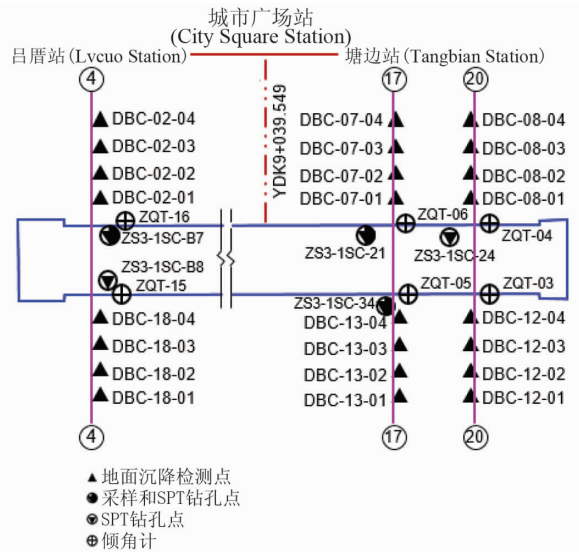 城市广场站
(City Square Station)
吕厝站(Lvcuo Station)
塘边站(Tangbian Station)
4
17
20
YDK9+039.549
DBC-02-04
DBC-07-04
DBC-08-04
DBC-02-03
DBC-07-03
DBC-08-03
DBC-02-02
DBC-07-02
DBC-08-02
DBC-02-01
DBC-07-01
DBC-08-01
ZQT-16
ZQT-06
ZQT-04
ZS3-1SC-B7
ZS3-1SC-21
ZS3-1SC-24
ZS3-1SC-B8
ZQT-15
ZQT-05
ZQT-03
ZS3-1SC-34
DBC-18-04
DBC-13-04
DBC-12-04
DBC-18-03
DBC-13-03
DBC-12-03
DBC-18-02
DBC-13-02
DBC-12-02
DBC-18-01
DBC-13-01
DBC-12-01
4
17
20
地面沉降检测点
采样和SPT钻孔点
SPT钻孔点
倾角计